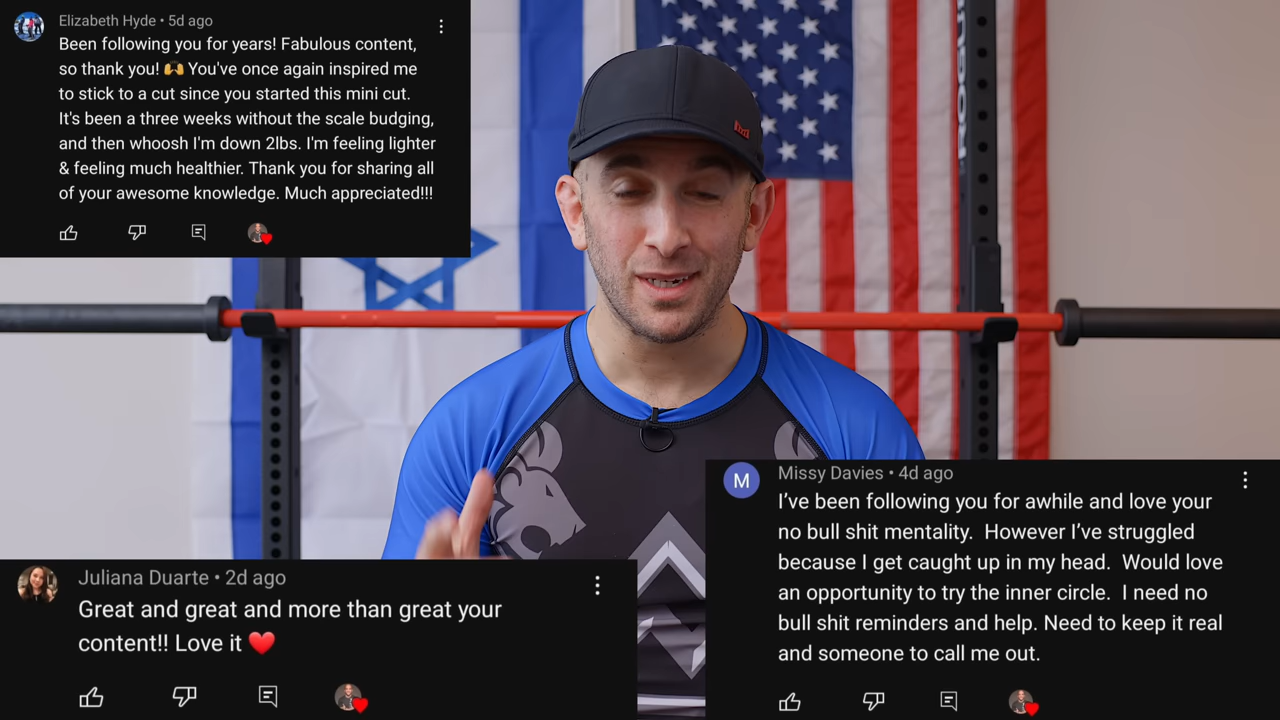 Elizabeth Hyde • 5d ago
Been following you for years! Fabulous content,
so thank you! 🙌 You've once again inspired me
to stick to a cut since you started this mini cut.
It's been a three weeks without the scale budging,
and then whoosh I'm down 2lbs. I'm feeling lighter
& feeling much healthier. Thank you for sharing all
of your awesome knowledge. Much appreciated!!!
ROGU
Juliana Duarte • 2d ago
Great and great and more than great your
content!! Love it ❤️
M
Missy Davies • 4d ago
I’ve been following you for awhile and love your
no bull shit mentality.  However I’ve struggled
because I get caught up in my head.  Would love
an opportunity to try the inner circle.  I need no
bull shit reminders and help. Need to keep it real
and someone to call me out.